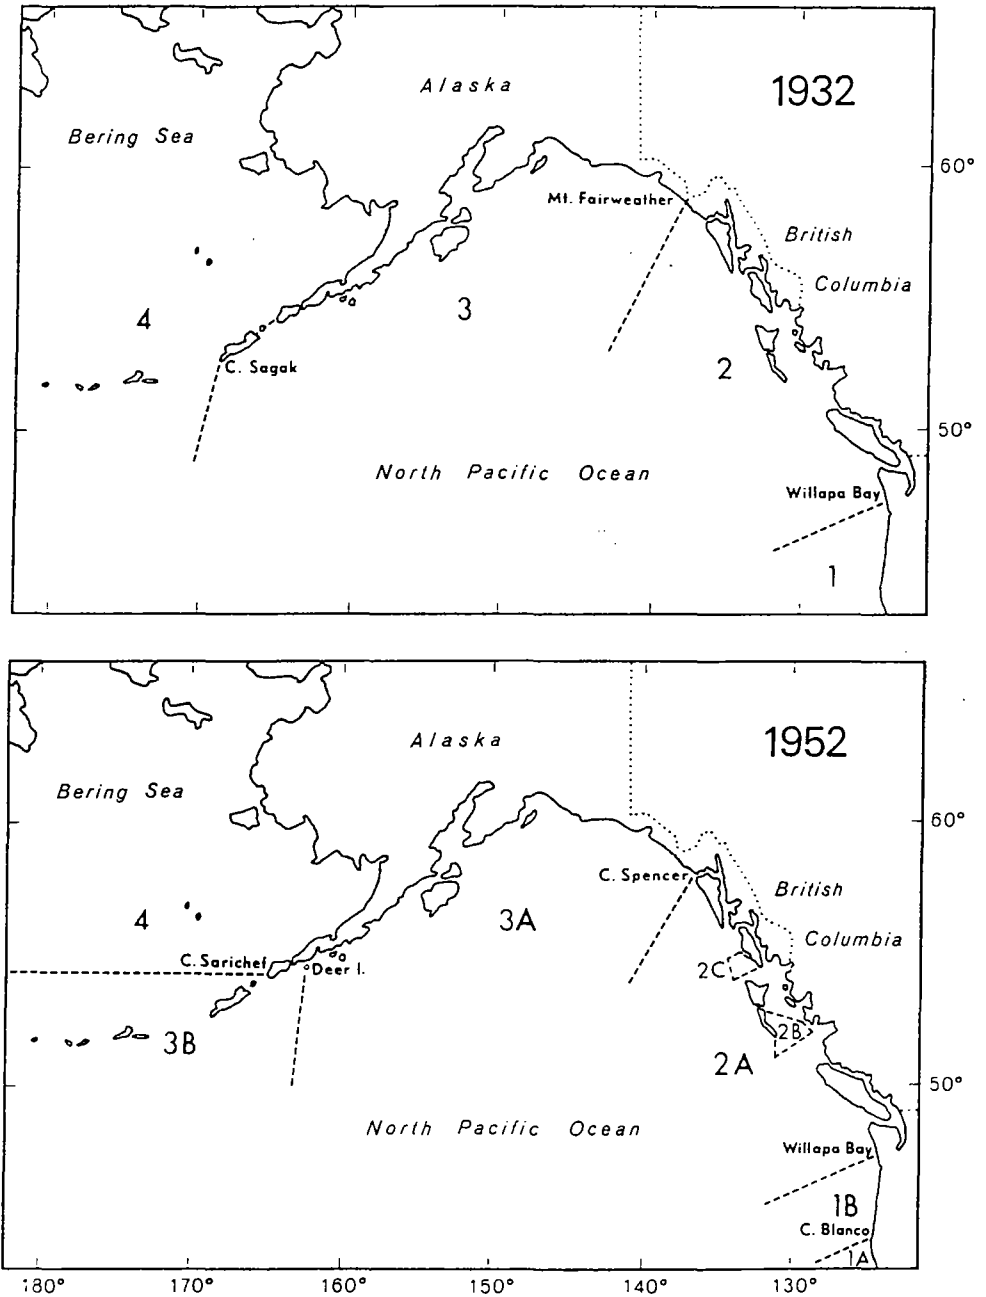 Alaska
1932
Bering Sea
60°
Mt. Fairweather
British
Columbia
4
3
2
C. Sagak
50°
North Pacific Ocean
Willapa Bay
1
Alaska
1952
Bering Sea
60°
C. Spencer
British
4
3A
Columbia
C. Sarichef
Deer I.
2C
2B
3B
2A
50°
North Pacific Ocean
Willapa Bay
1B
C. Blanco
1A
180° 170° 160° 150° 140° 130°